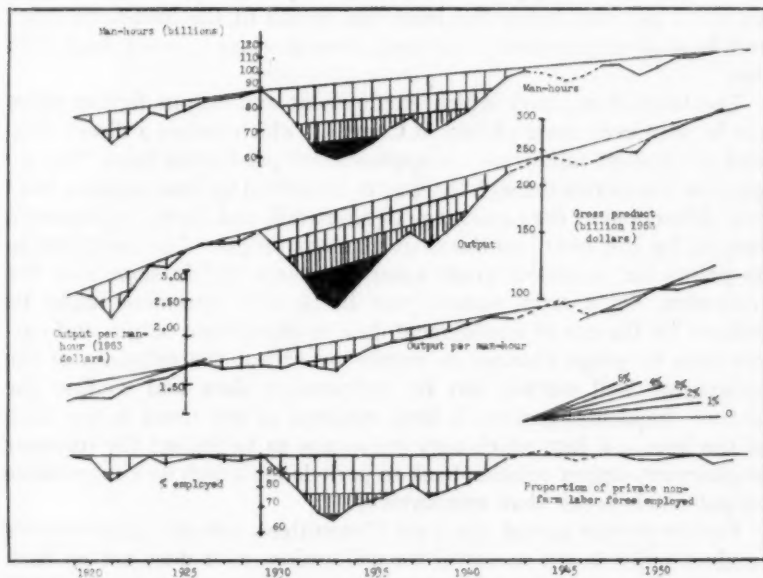 Man-hours (billions)
120
110
100
90
80
70
60
Man-hours
300
250
200
150
100
Gross product
(billion 1953
dollars)
Output
3.00
2.50
2.00
1.50
Output per man-
hour (1953
dollars)
Output per man-hour
5%
4%
3%
2%
1%
0
% employed
90%
80
70
60
Proportion of private non-
farm labor force employed
1920
1925
1930
1935
1940
1945
1950